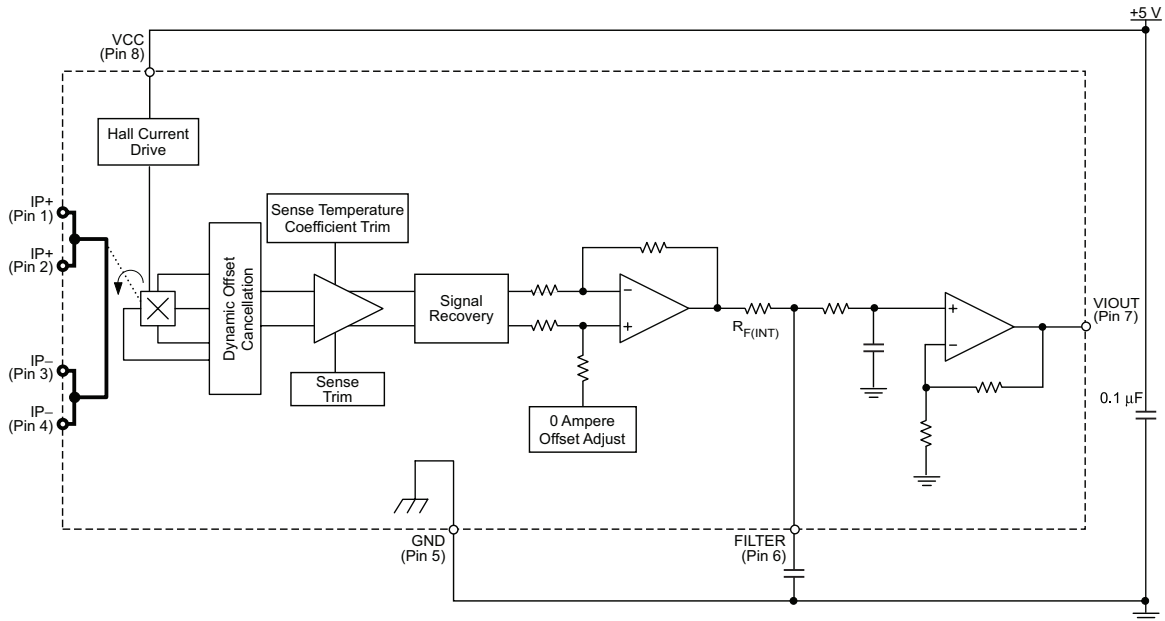 +5 V
VCC
(Pin 8)
Hall Current
Drive
IP+
(Pin 1)
IP+
(Pin 2)
IP–
(Pin 3)
IP–
(Pin 4)
Dynamic Offset
Cancellation
Sense Temperature
Coefficient Trim
Sense
Trim
Signal
Recovery
–
+
0 Ampere
Offset Adjust
RF(INT)
+
–
VIOUT
(Pin 7)
0.1 μF
GND
(Pin 5)
FILTER
(Pin 6)